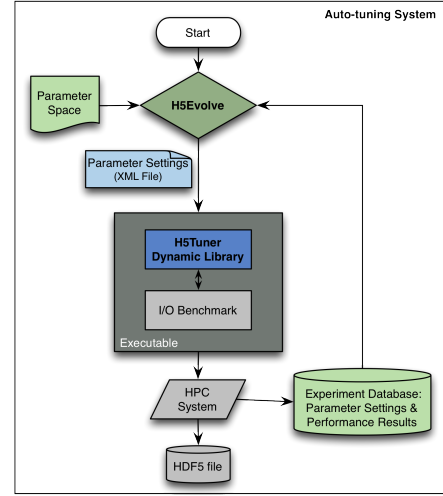 Auto-tuning System
Start
Parameter
Space
H5Evolve
Parameter Settings
(XML File)
H5Tuner
Dynamic Library
I/O Benchmark
Executable
HPC
System
Experiment Database:
Parameter Settings &
Performance Results
HDF5 file